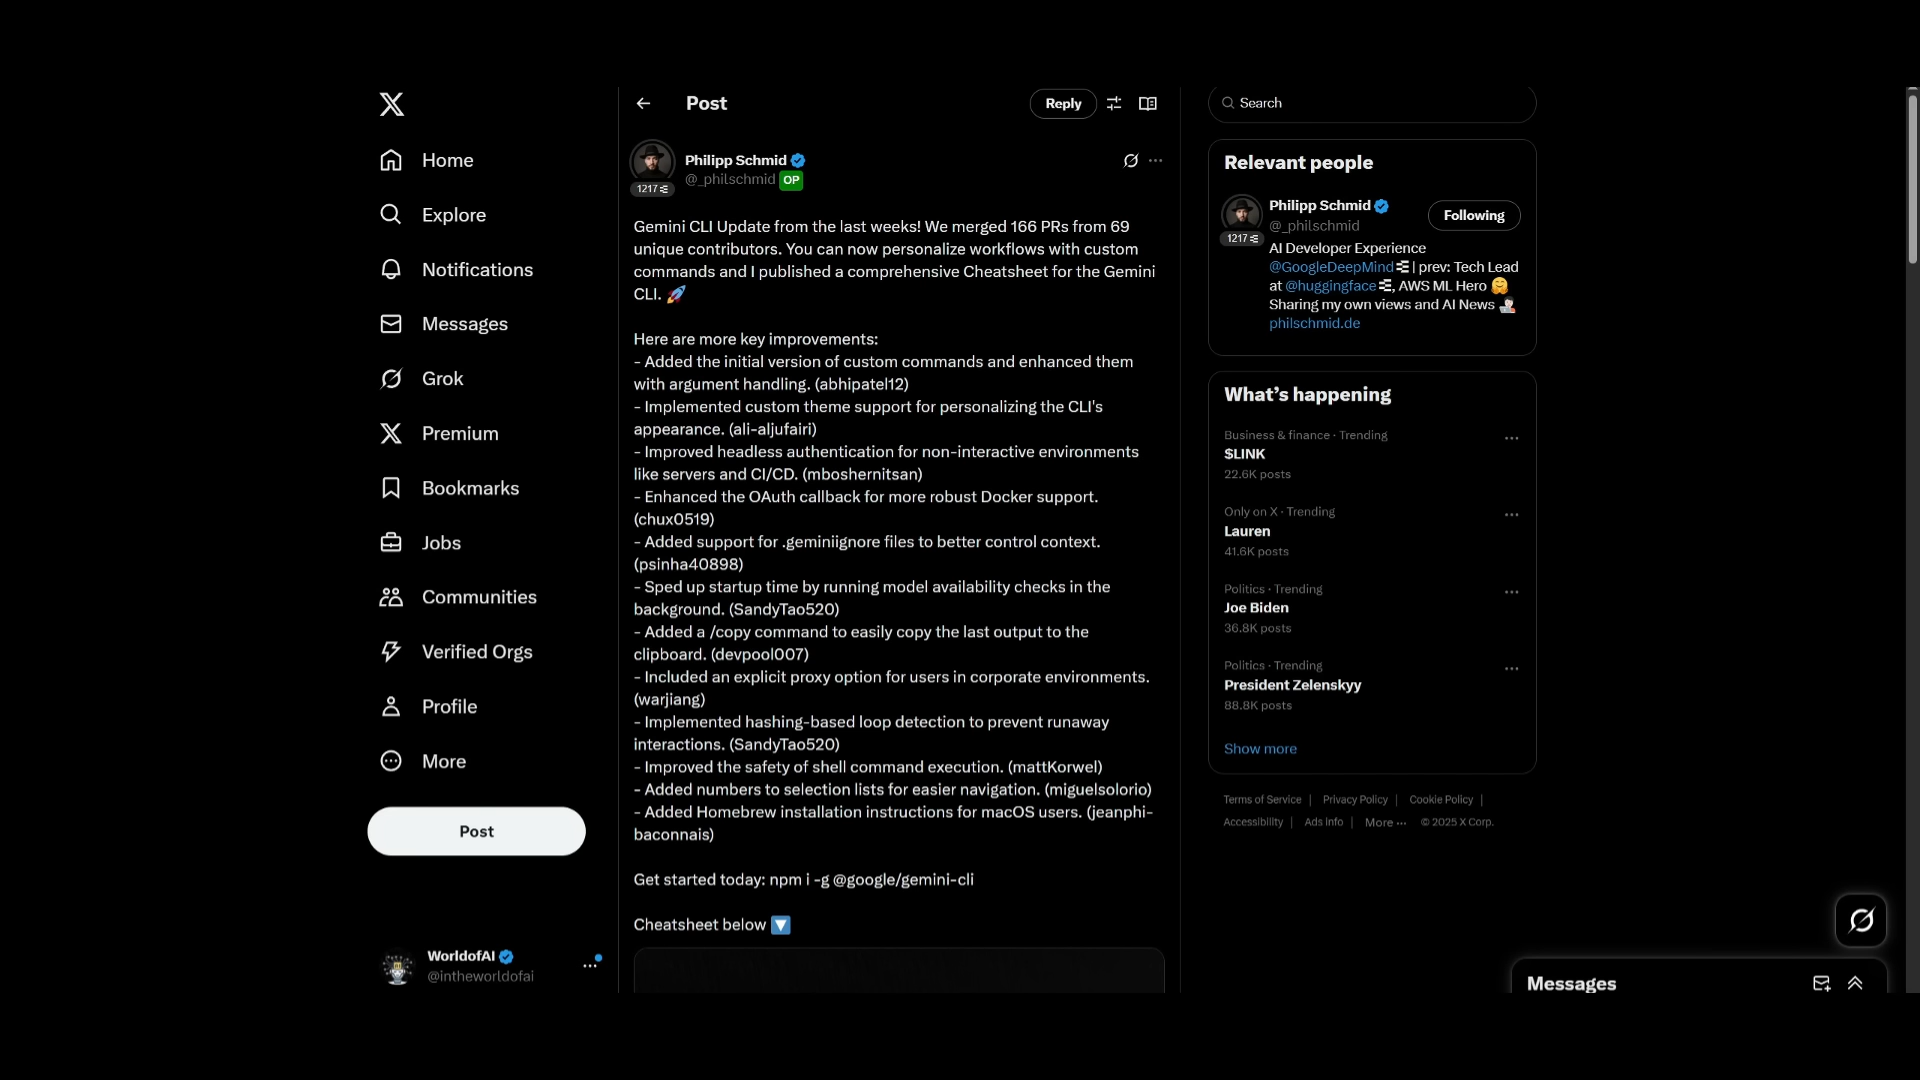 Home
Explore
Notifications
Messages
Grok
Premium
Bookmarks
Jobs
Communities
Verified Orgs
Profile
More
Post
WorldofAI
@intheworldofai
Post
Reply
Philipp Schmid
@_philschmid OP
1217
Gemini CLI Update from the last weeks! We merged 166 PRs from 69
unique contributors. You can now personalize workflows with custom
commands and I published a comprehensive Cheatsheet for the Gemini
CLI. 🚀
Here are more key improvements:
- Added the initial version of custom commands and enhanced them
with argument handling. (abhipatel12)
- Implemented custom theme support for personalizing the CLI's
appearance. (ali-aljufairi)
- Improved headless authentication for non-interactive environments
like servers and CI/CD. (mboshernitsan)
- Enhanced the OAuth callback for more robust Docker support.
(chux0519)
- Added support for .geminiignore files to better control context.
(psinha40898)
- Sped up startup time by running model availability checks in the
background. (SandyTao520)
- Added a /copy command to easily copy the last output to the
clipboard. (devpool007)
- Included an explicit proxy option for users in corporate environments.
(warjiang)
- Implemented hashing-based loop detection to prevent runaway
interactions. (SandyTao520)
- Improved the safety of shell command execution. (mattKorwel)
- Added numbers to selection lists for easier navigation. (miguelsolorio)
- Added Homebrew installation instructions for macOS users. (jeanphi-
baconnais)
Get started today: npm i -g @google/gemini-cli
Cheatsheet below 🔽
Search
Relevant people
Philipp Schmid
@_philschmid
1217
Following
AI Developer Experience
@GoogleDeepMind | prev: Tech Lead
at @huggingface, AWS ML Hero 🤗
Sharing my own views and AI News 🧑🏻‍💻
philschmid.de
What's happening
Business & finance · Trending
$LINK
22.6K posts
Only on X · Trending
Lauren
41.6K posts
Politics · Trending
Joe Biden
36.8K posts
Politics · Trending
President Zelenskyy
88.8K posts
Show more
Terms of Service | Privacy Policy | Cookie Policy |
Accessibility | Ads info | More ··· © 2025 X Corp.
Messages